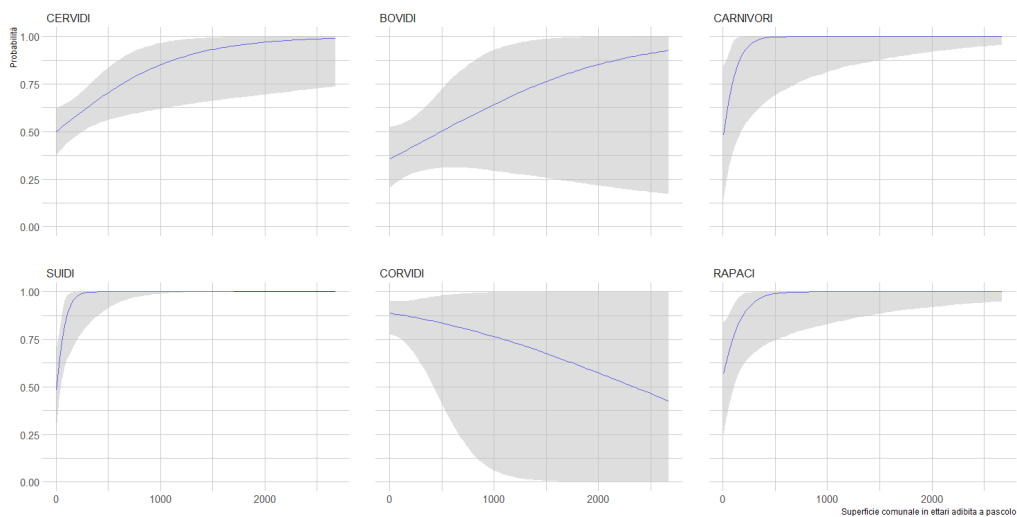 CERVIDI
BOVIDI
CARNIVORI
Probabilità
1.00
0.75
0.50
0.25
0.00
SUIDI
CORVIDI
RAPACI
1.00
0.75
0.50
0.25
0.00
0 1000 2000
0 1000 2000
0 1000 2000
Superficie comunale in ettari adibita a pascolo